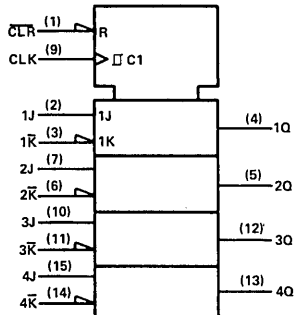 C̅L̅R̅ (1) R
CLK (9) C1
1J (2) 1J (4) 1Q
1K̅ (3) 1K
2J (7) (5) 2Q
2K̅ (6)
3J (10) (12) 3Q
3K̅ (11)
4J (15) (13) 4Q
4K̅ (14)